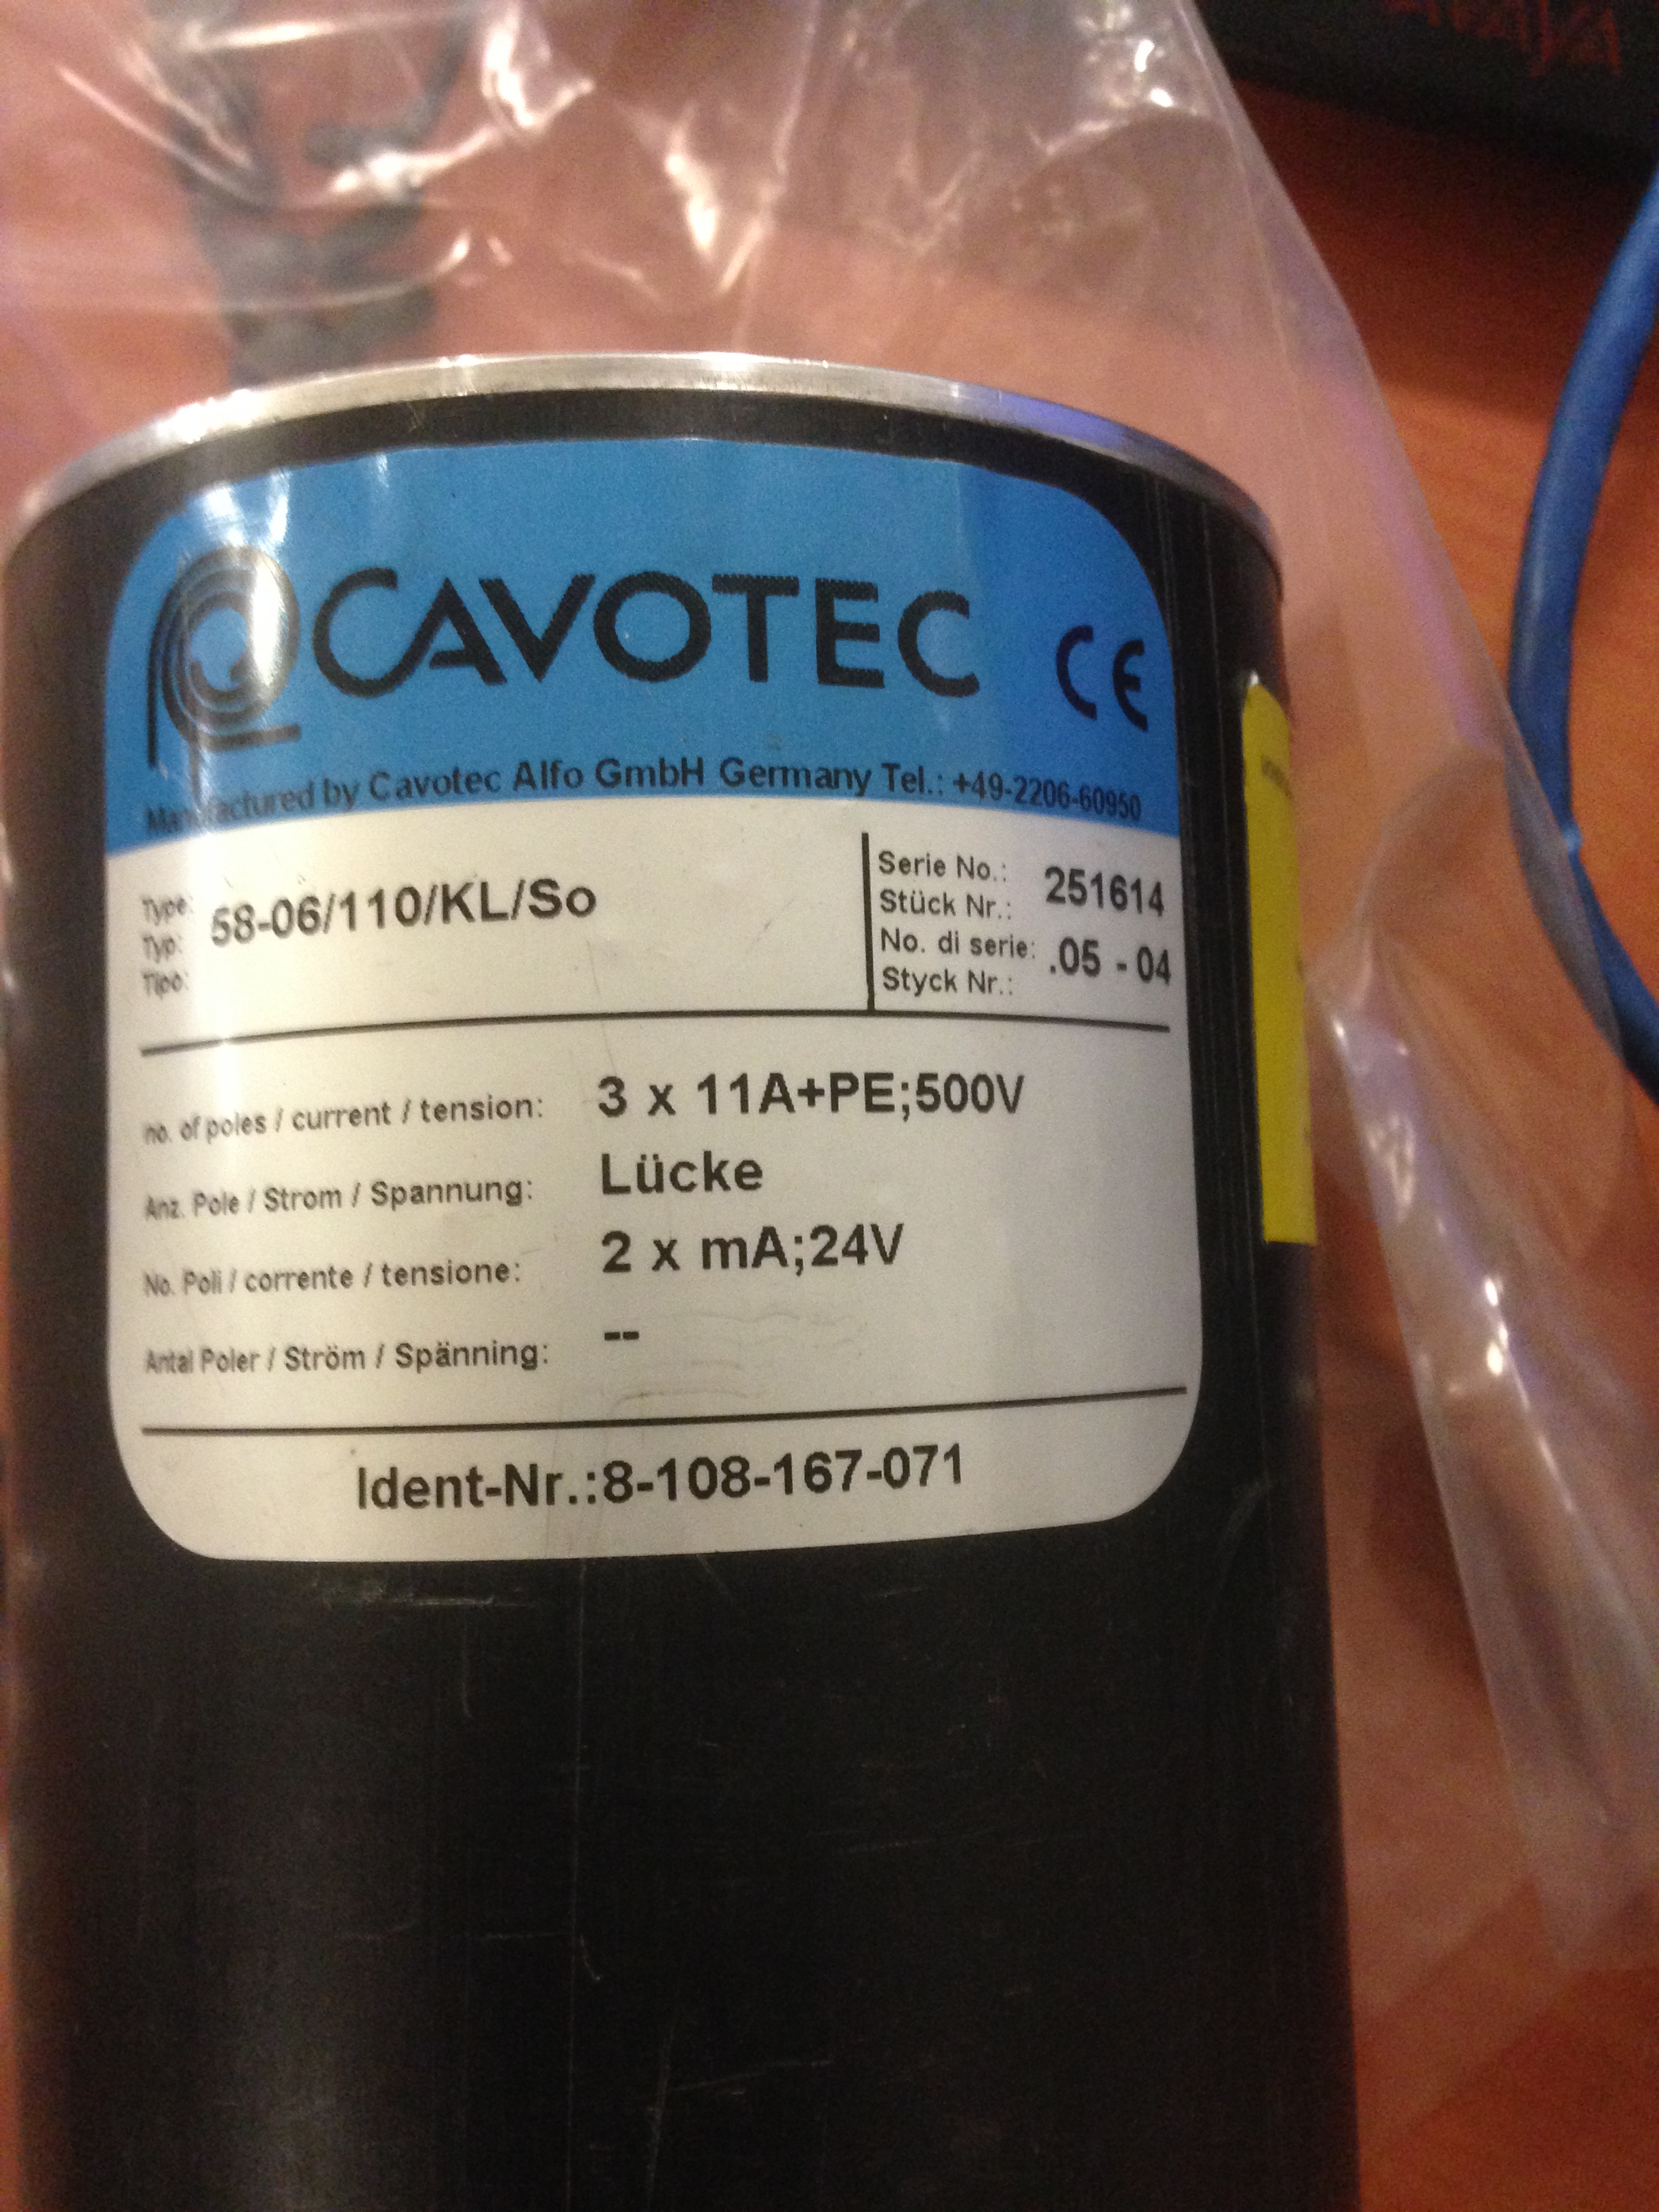 CAVOTEC CE
Manufactured by Cavotec Alfo GmbH Germany Tel.: +49-2206-60950
Type: 58-06/110/KL/So
Typ:
Tipo:
Serie No.: 251614
Stück Nr.:
No. di serie: .05 - 04
Styck Nr.:
no. of poles / current / tension: 3 x 11A+PE;500V
Anz. Pole / Strom / Spannung: Lücke
No. Poli / corrente / tensione: 2 x mA;24V
Antal Poler / Ström / Spänning: --
Ident-Nr.:8-108-167-071